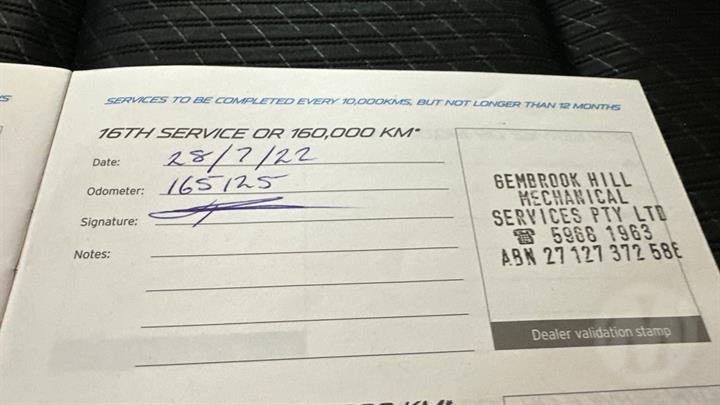 SERVICES TO BE COMPLETED EVERY 10,000KMS, BUT NOT LONGER THAN 12 MONTHS
16TH SERVICE OR 160,000 KM*
Date: 28/7/22
Odometer: 165125
Signature:
Notes:
GEMBROOK HILL
MECHANICAL
SERVICES PTY LTD
☎ 5968 1963
ABN 27 127 372 586
Dealer validation stamp